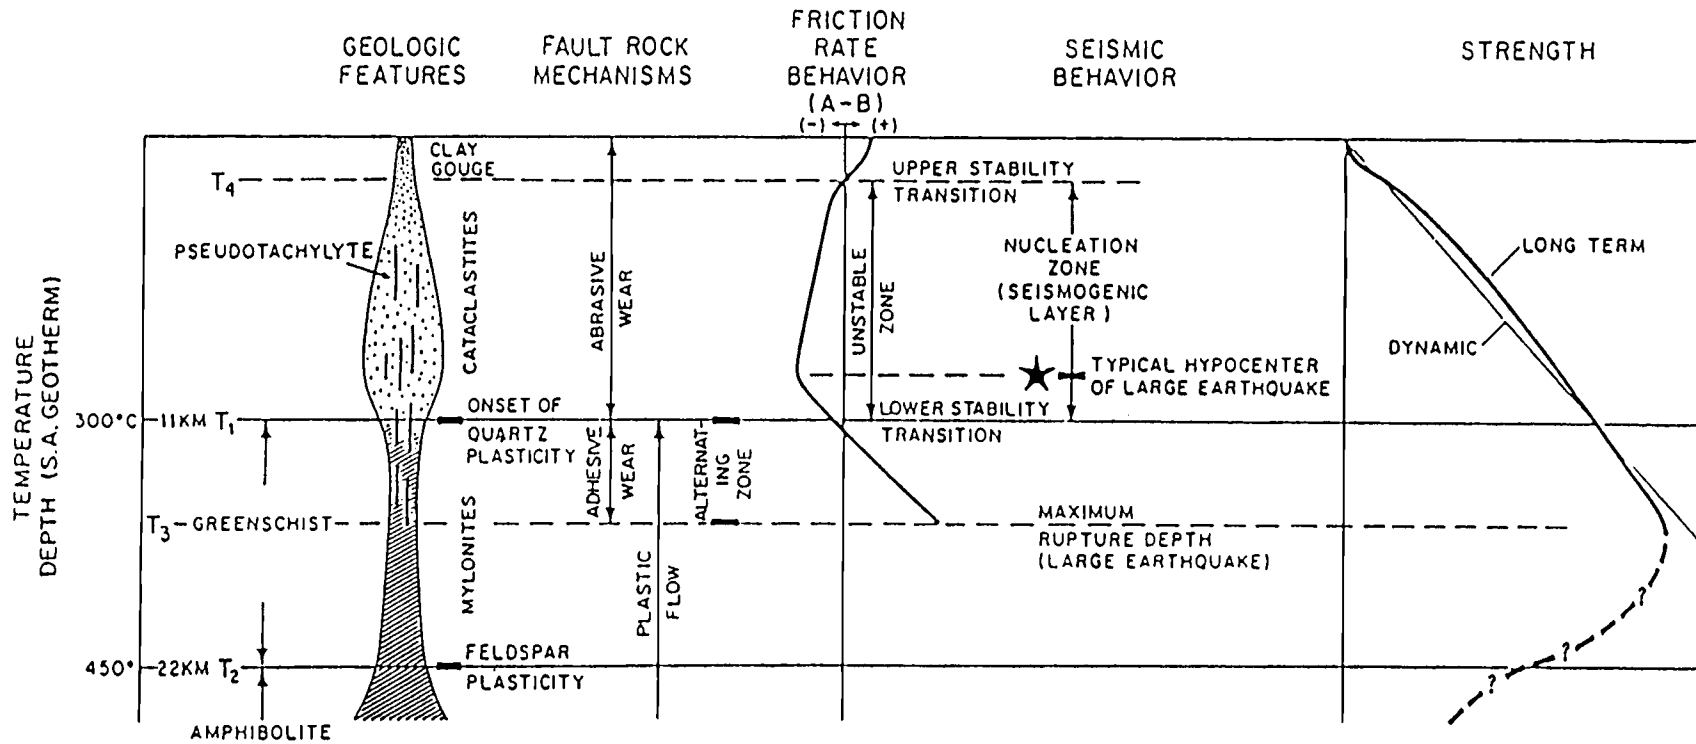 GEOLOGIC
FEATURES
FAULT ROCK
MECHANISMS
FRICTION
RATE
BEHAVIOR
(A-B)
(-) ↔ (+)
SEISMIC
BEHAVIOR
STRENGTH
TEMPERATURE
DEPTH (S.A. GEOTHERM)
T4
CLAY
GOUGE
PSEUDOTACHYLYTE
CATACLASTITES
ABRASIVE
WEAR
UNSTABLE
ZONE
UPPER STABILITY
TRANSITION
NUCLEATION
ZONE
(SEISMOGENIC
LAYER)
TYPICAL HYPOCENTER
OF LARGE EARTHQUAKE
LONG TERM
DYNAMIC
300°C 11KM T1
ONSET OF
QUARTZ
PLASTICITY
ADHESIVE
WEAR
ALTERNAT-
ING
ZONE
LOWER STABILITY
TRANSITION
T3 GREENSCHIST
MYLONITES
PLASTIC
FLOW
MAXIMUM
RUPTURE DEPTH
(LARGE EARTHQUAKE)
?
?
?
450° 22KM T2
FELDSPAR
PLASTICITY
AMPHIBOLITE